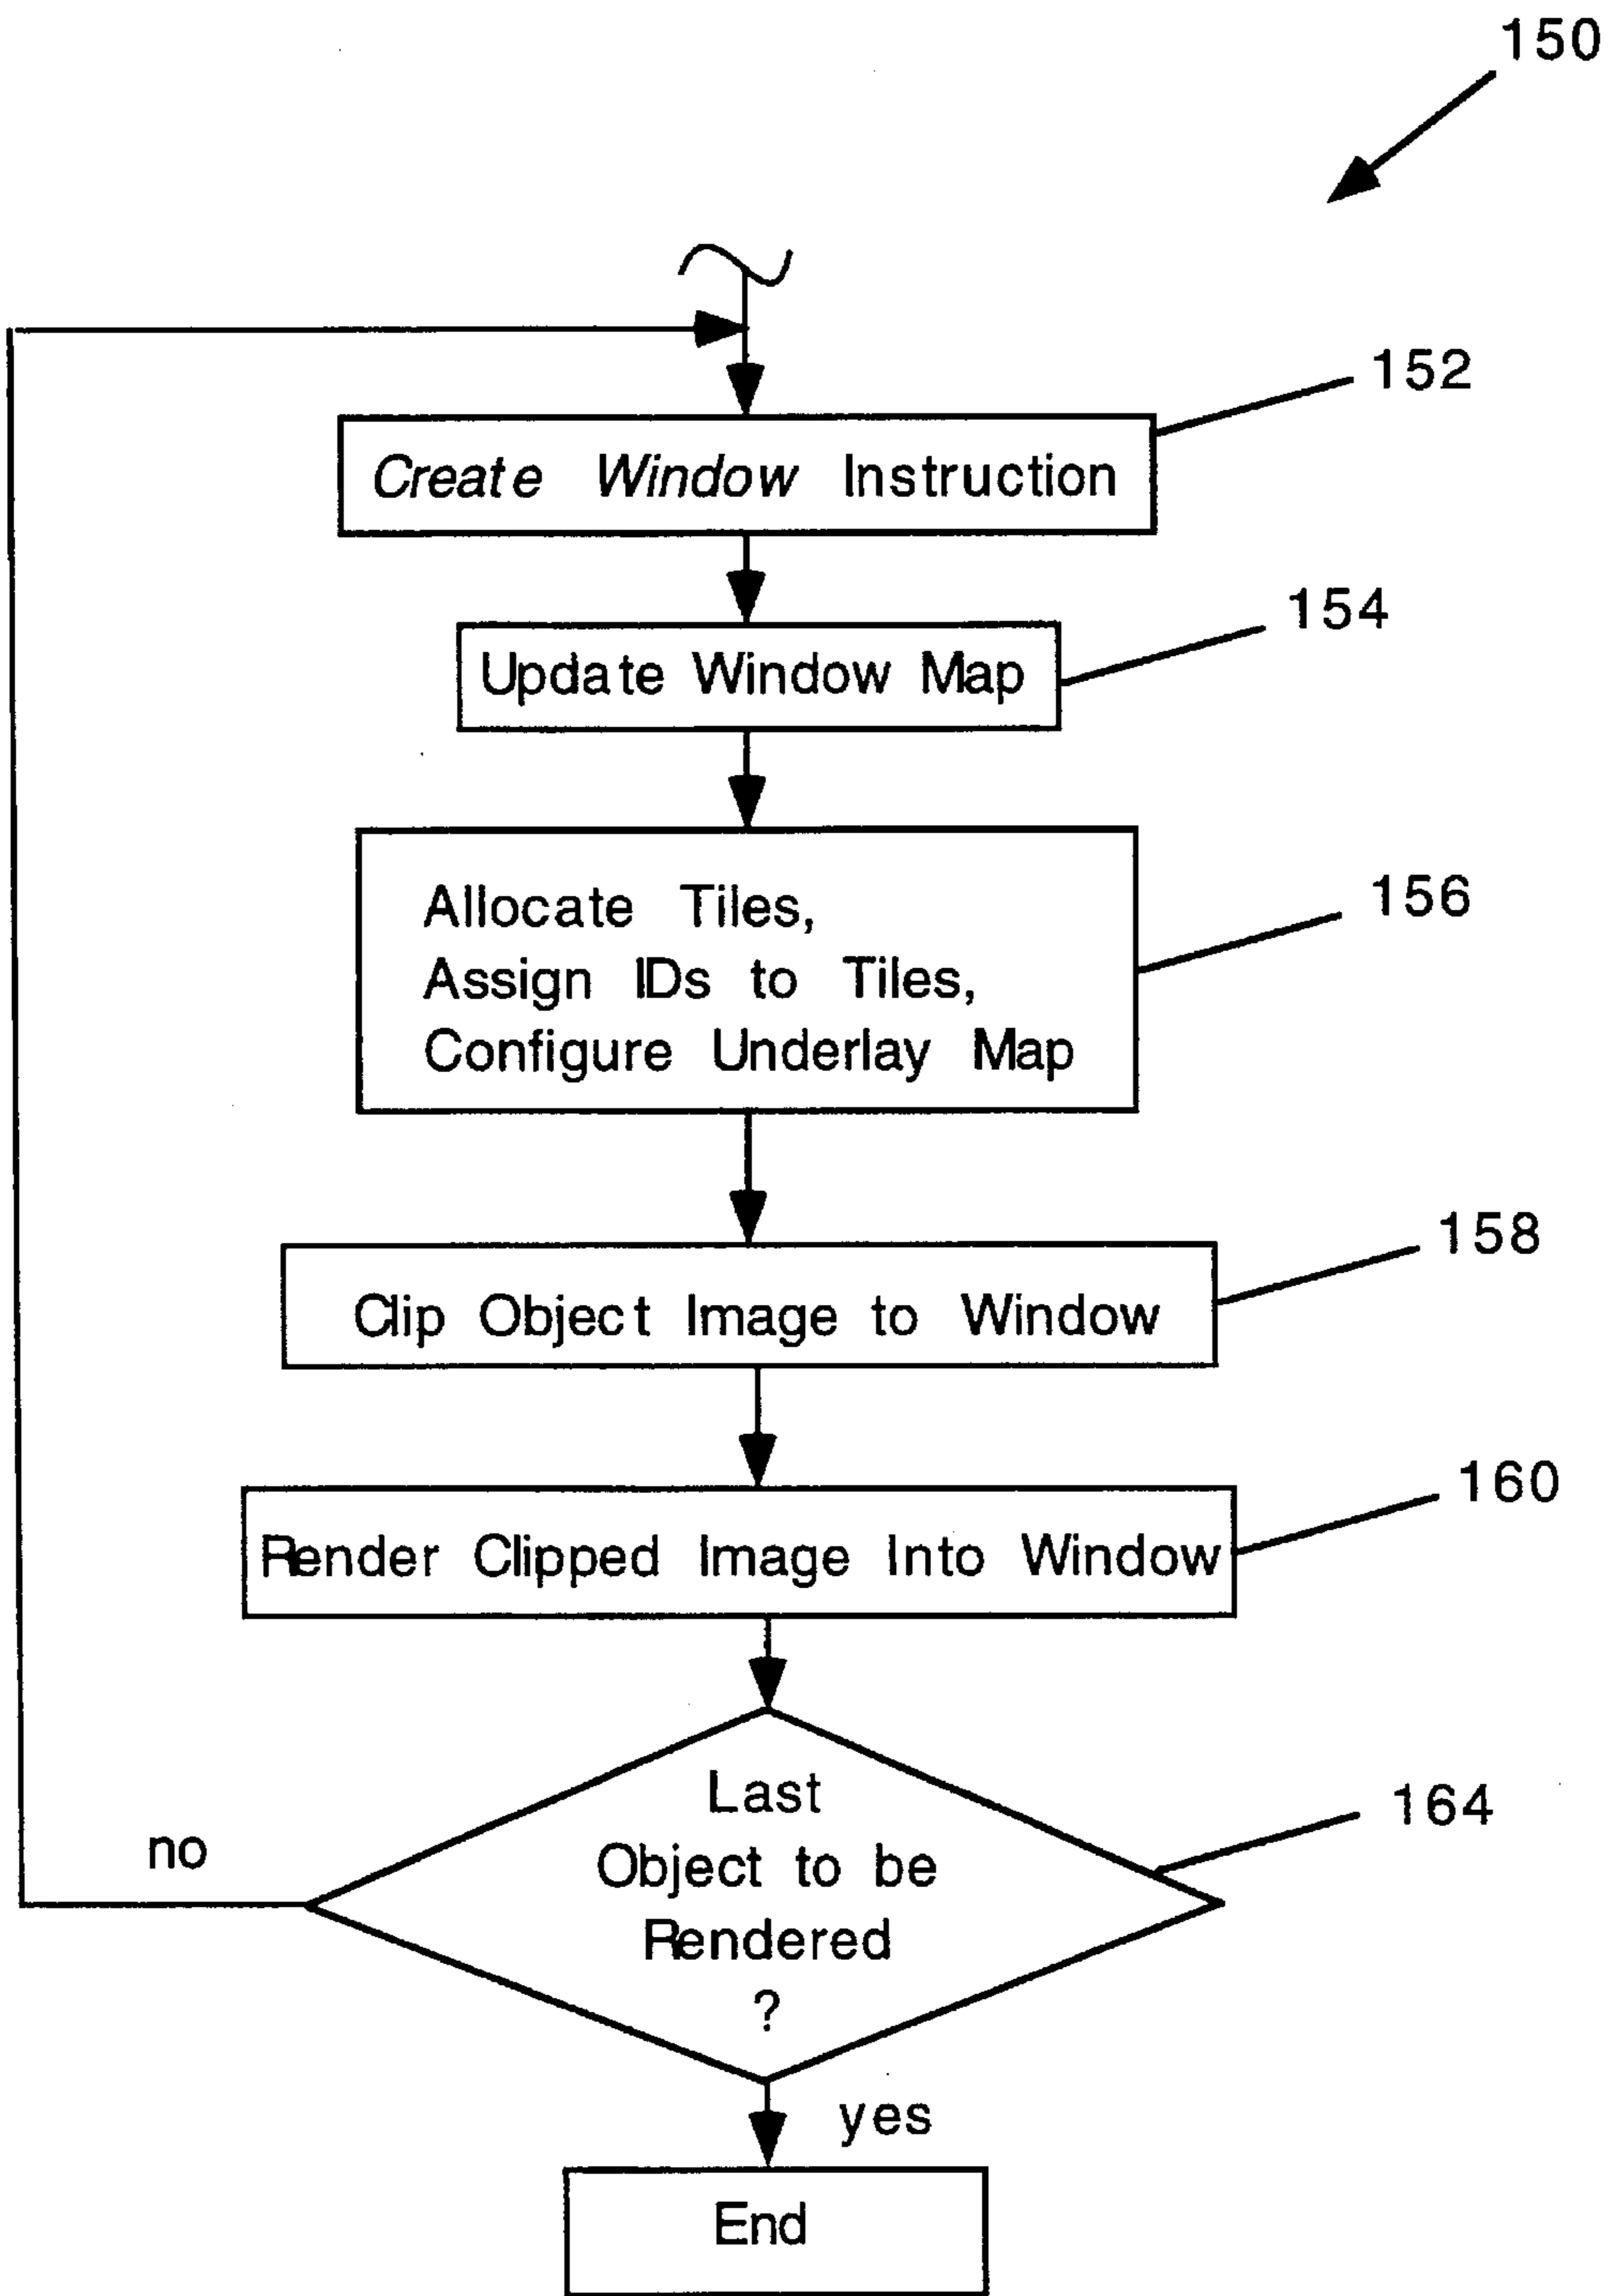 150
152
Create Window Instruction
154
Update Window Map
156
Allocate Tiles,
Assign IDs to Tiles,
Configure Underlay Map
158
Clip Object Image to Window
160
Render Clipped Image Into Window
164
Last
Object to be
Rendered
?
no
yes
End